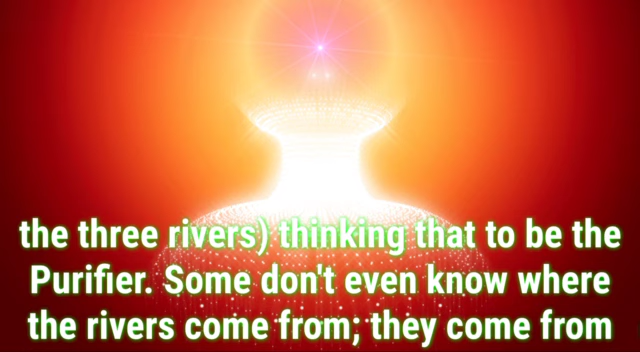 the three rivers) thinking that to be the
Purifier. Some don't even know where
the rivers come from; they come from